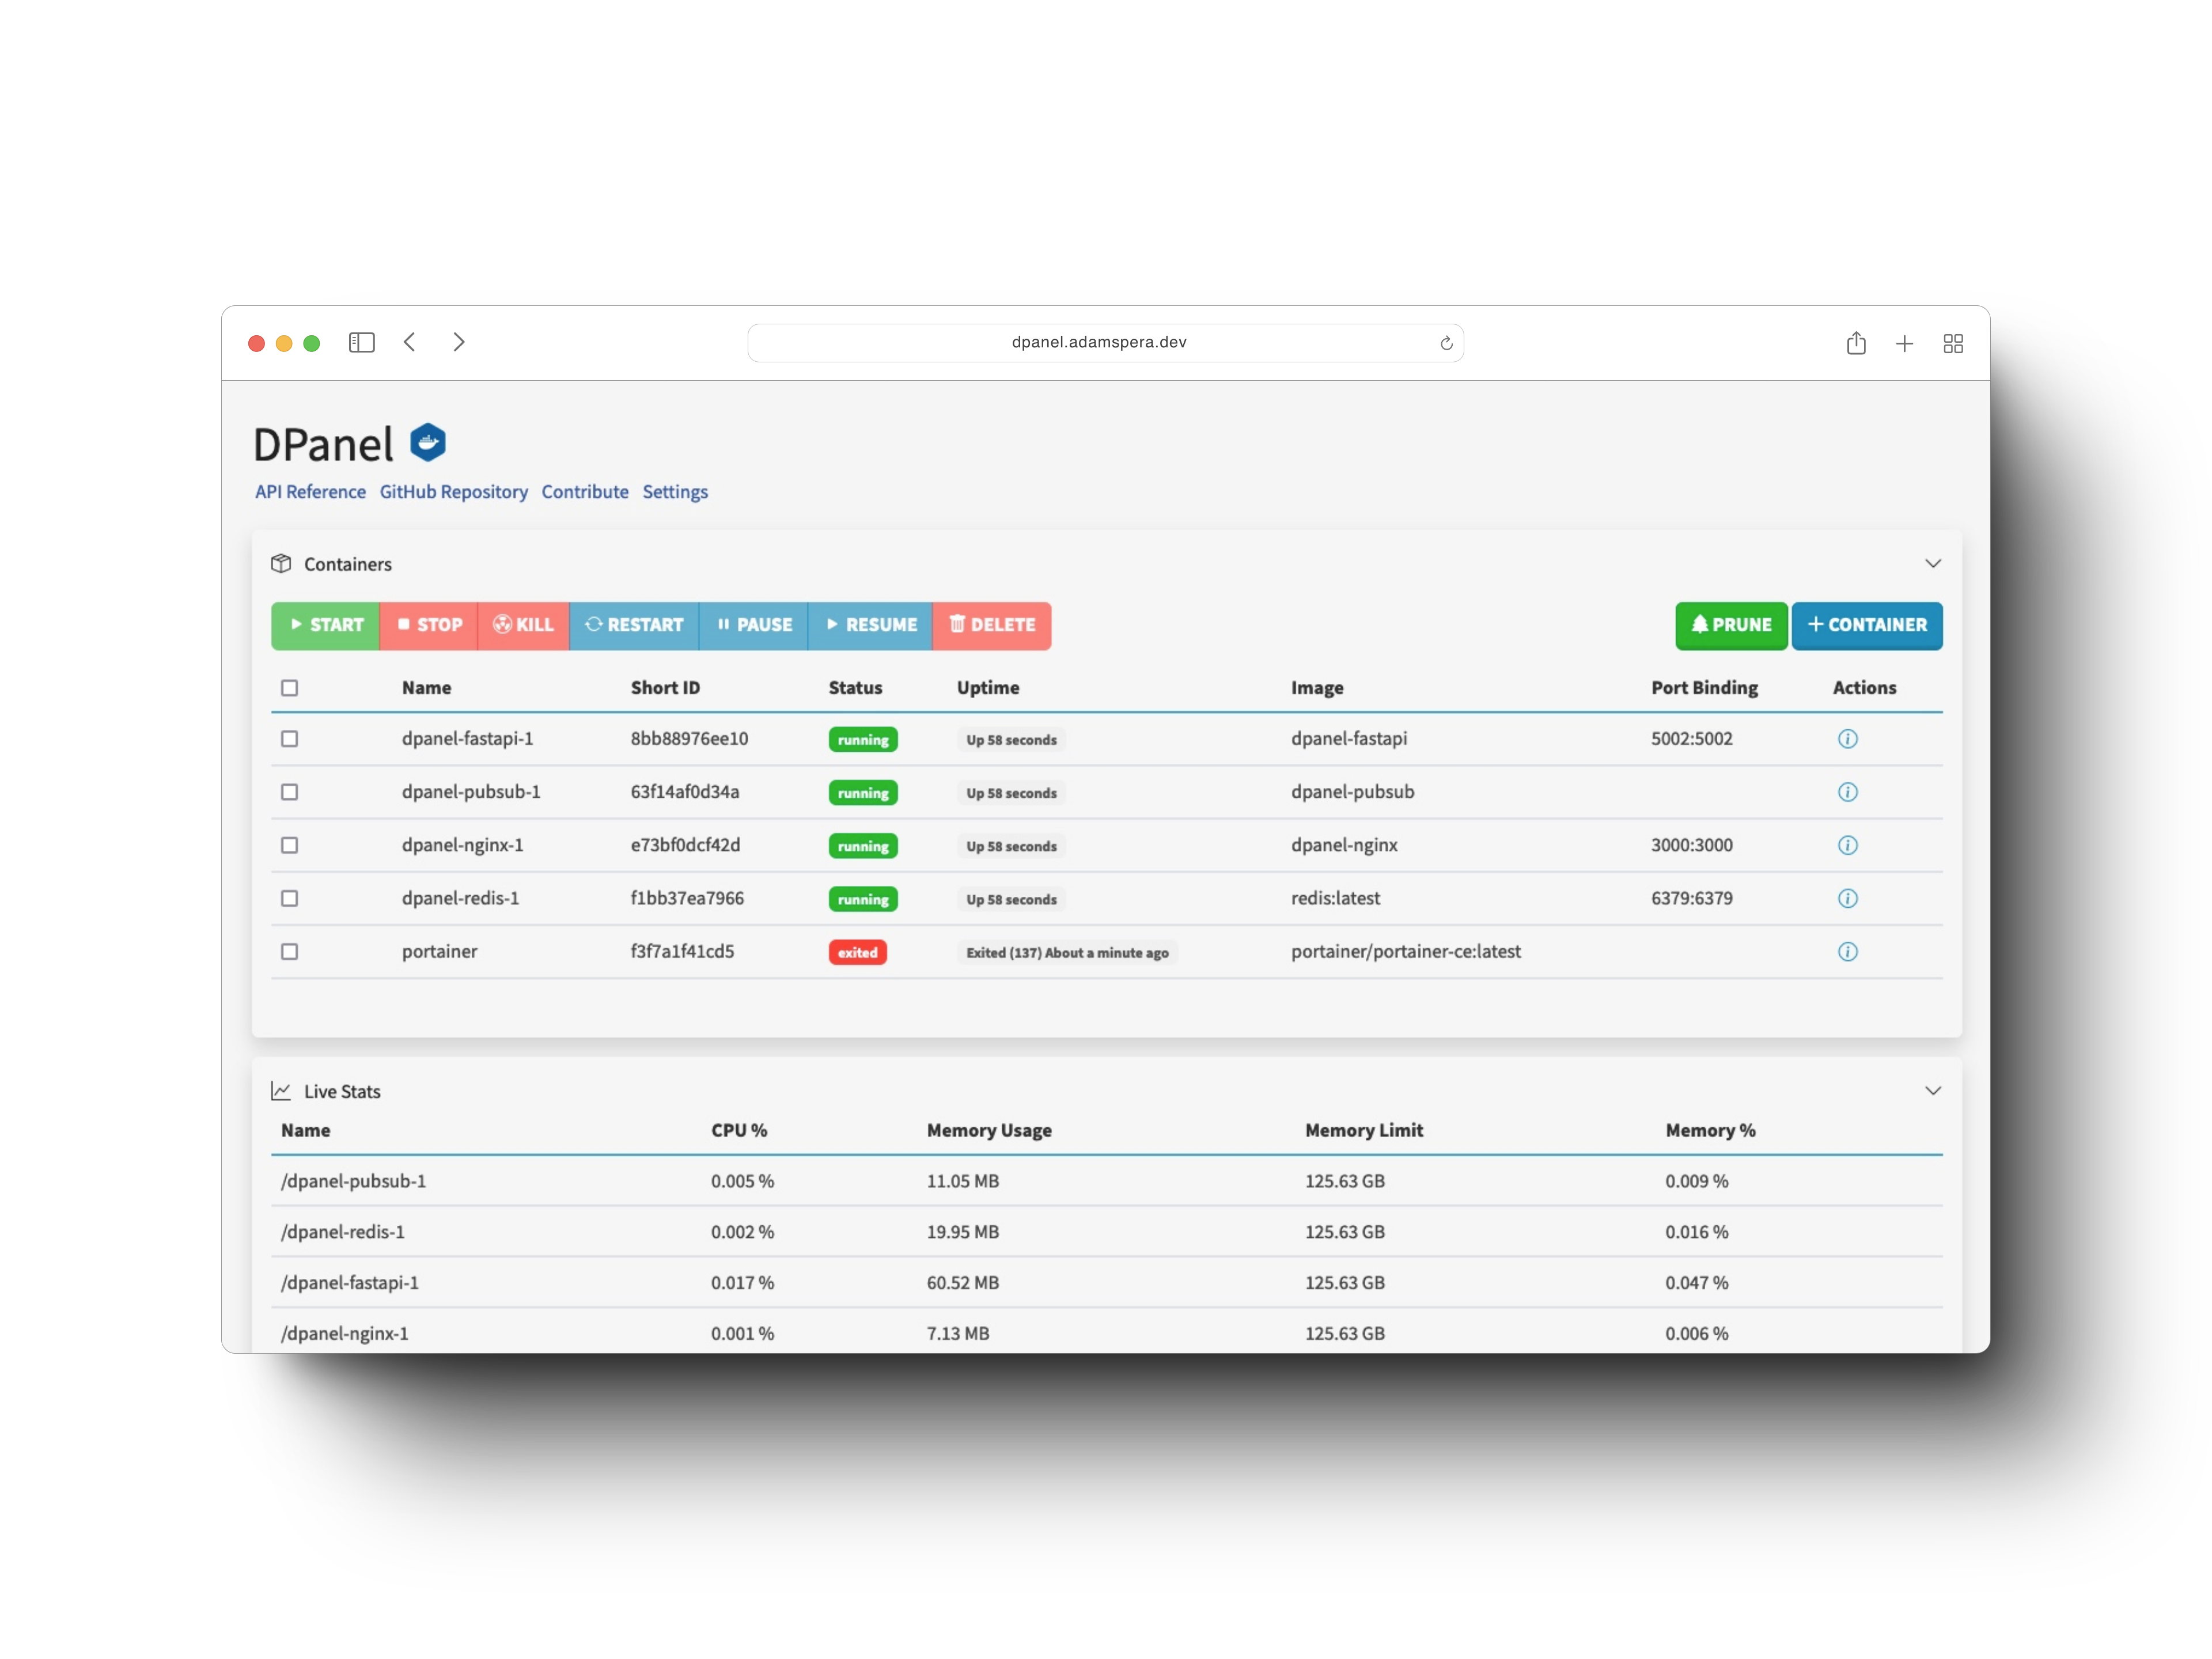 dpanel.adamspera.dev
DPanel
API Reference GitHub Repository Contribute Settings
Containers
START STOP KILL RESTART PAUSE RESUME DELETE PRUNE + CONTAINER
Name Short ID Status Uptime Image Port Binding Actions
dpanel-fastapi-1 8bb88976ee10 running Up 58 seconds dpanel-fastapi 5002:5002
dpanel-pubsub-1 63f14af0d34a running Up 58 seconds dpanel-pubsub
dpanel-nginx-1 e73bf0dcf42d running Up 58 seconds dpanel-nginx 3000:3000
dpanel-redis-1 f1bb37ea7966 running Up 58 seconds redis:latest 6379:6379
portainer f3f7a1f41cd5 exited Exited (137) About a minute ago portainer/portainer-ce:latest
Live Stats
Name CPU % Memory Usage Memory Limit Memory %
/dpanel-pubsub-1 0.005 % 11.05 MB 125.63 GB 0.009 %
/dpanel-redis-1 0.002 % 19.95 MB 125.63 GB 0.016 %
/dpanel-fastapi-1 0.017 % 60.52 MB 125.63 GB 0.047 %
/dpanel-nginx-1 0.001 % 7.13 MB 125.63 GB 0.006 %